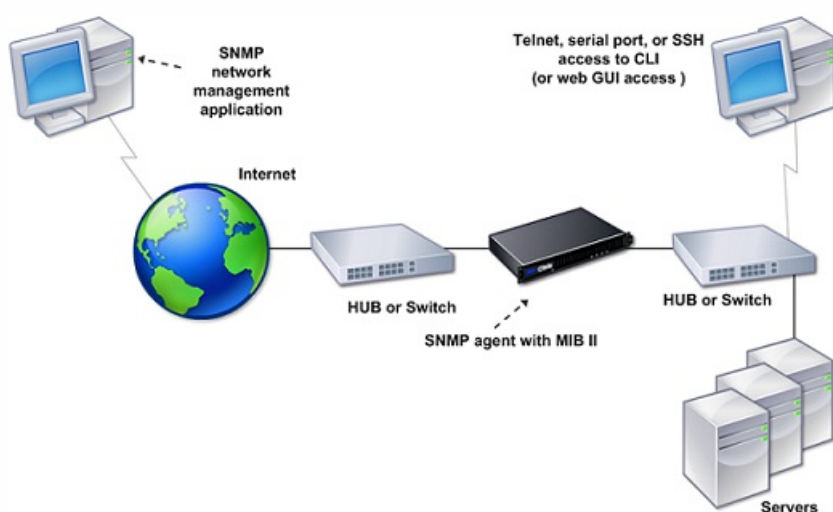 SNMP
network
management
application
Telnet, serial port, or SSH
access to CLI
(or web GUI access )
Internet
HUB or Switch
SNMP agent with MIB II
HUB or Switch
Servers